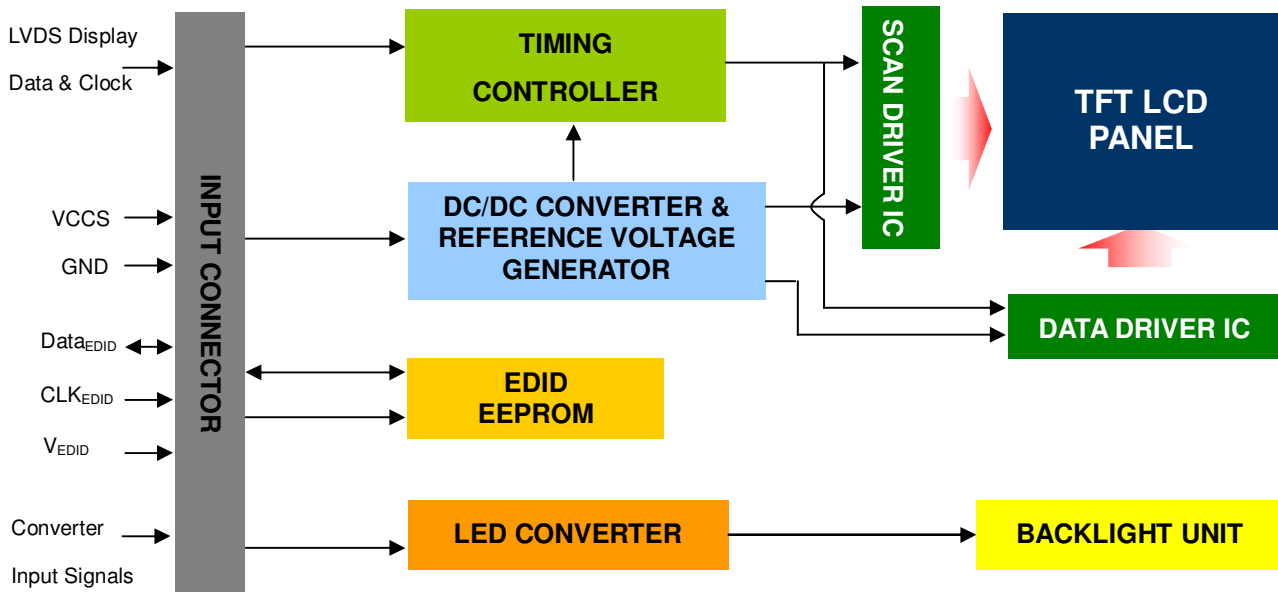 LVDS Display
Data & Clock
VCCS
GND
DataEDID
CLKEDID
VEDID
Converter
Input Signals
INPUT CONNECTOR
TIMING
CONTROLLER
DC/DC CONVERTER &
REFERENCE VOLTAGE
GENERATOR
EDID
EEPROM
LED CONVERTER
SCAN DRIVER IC
TFT LCD
PANEL
DATA DRIVER IC
BACKLIGHT UNIT